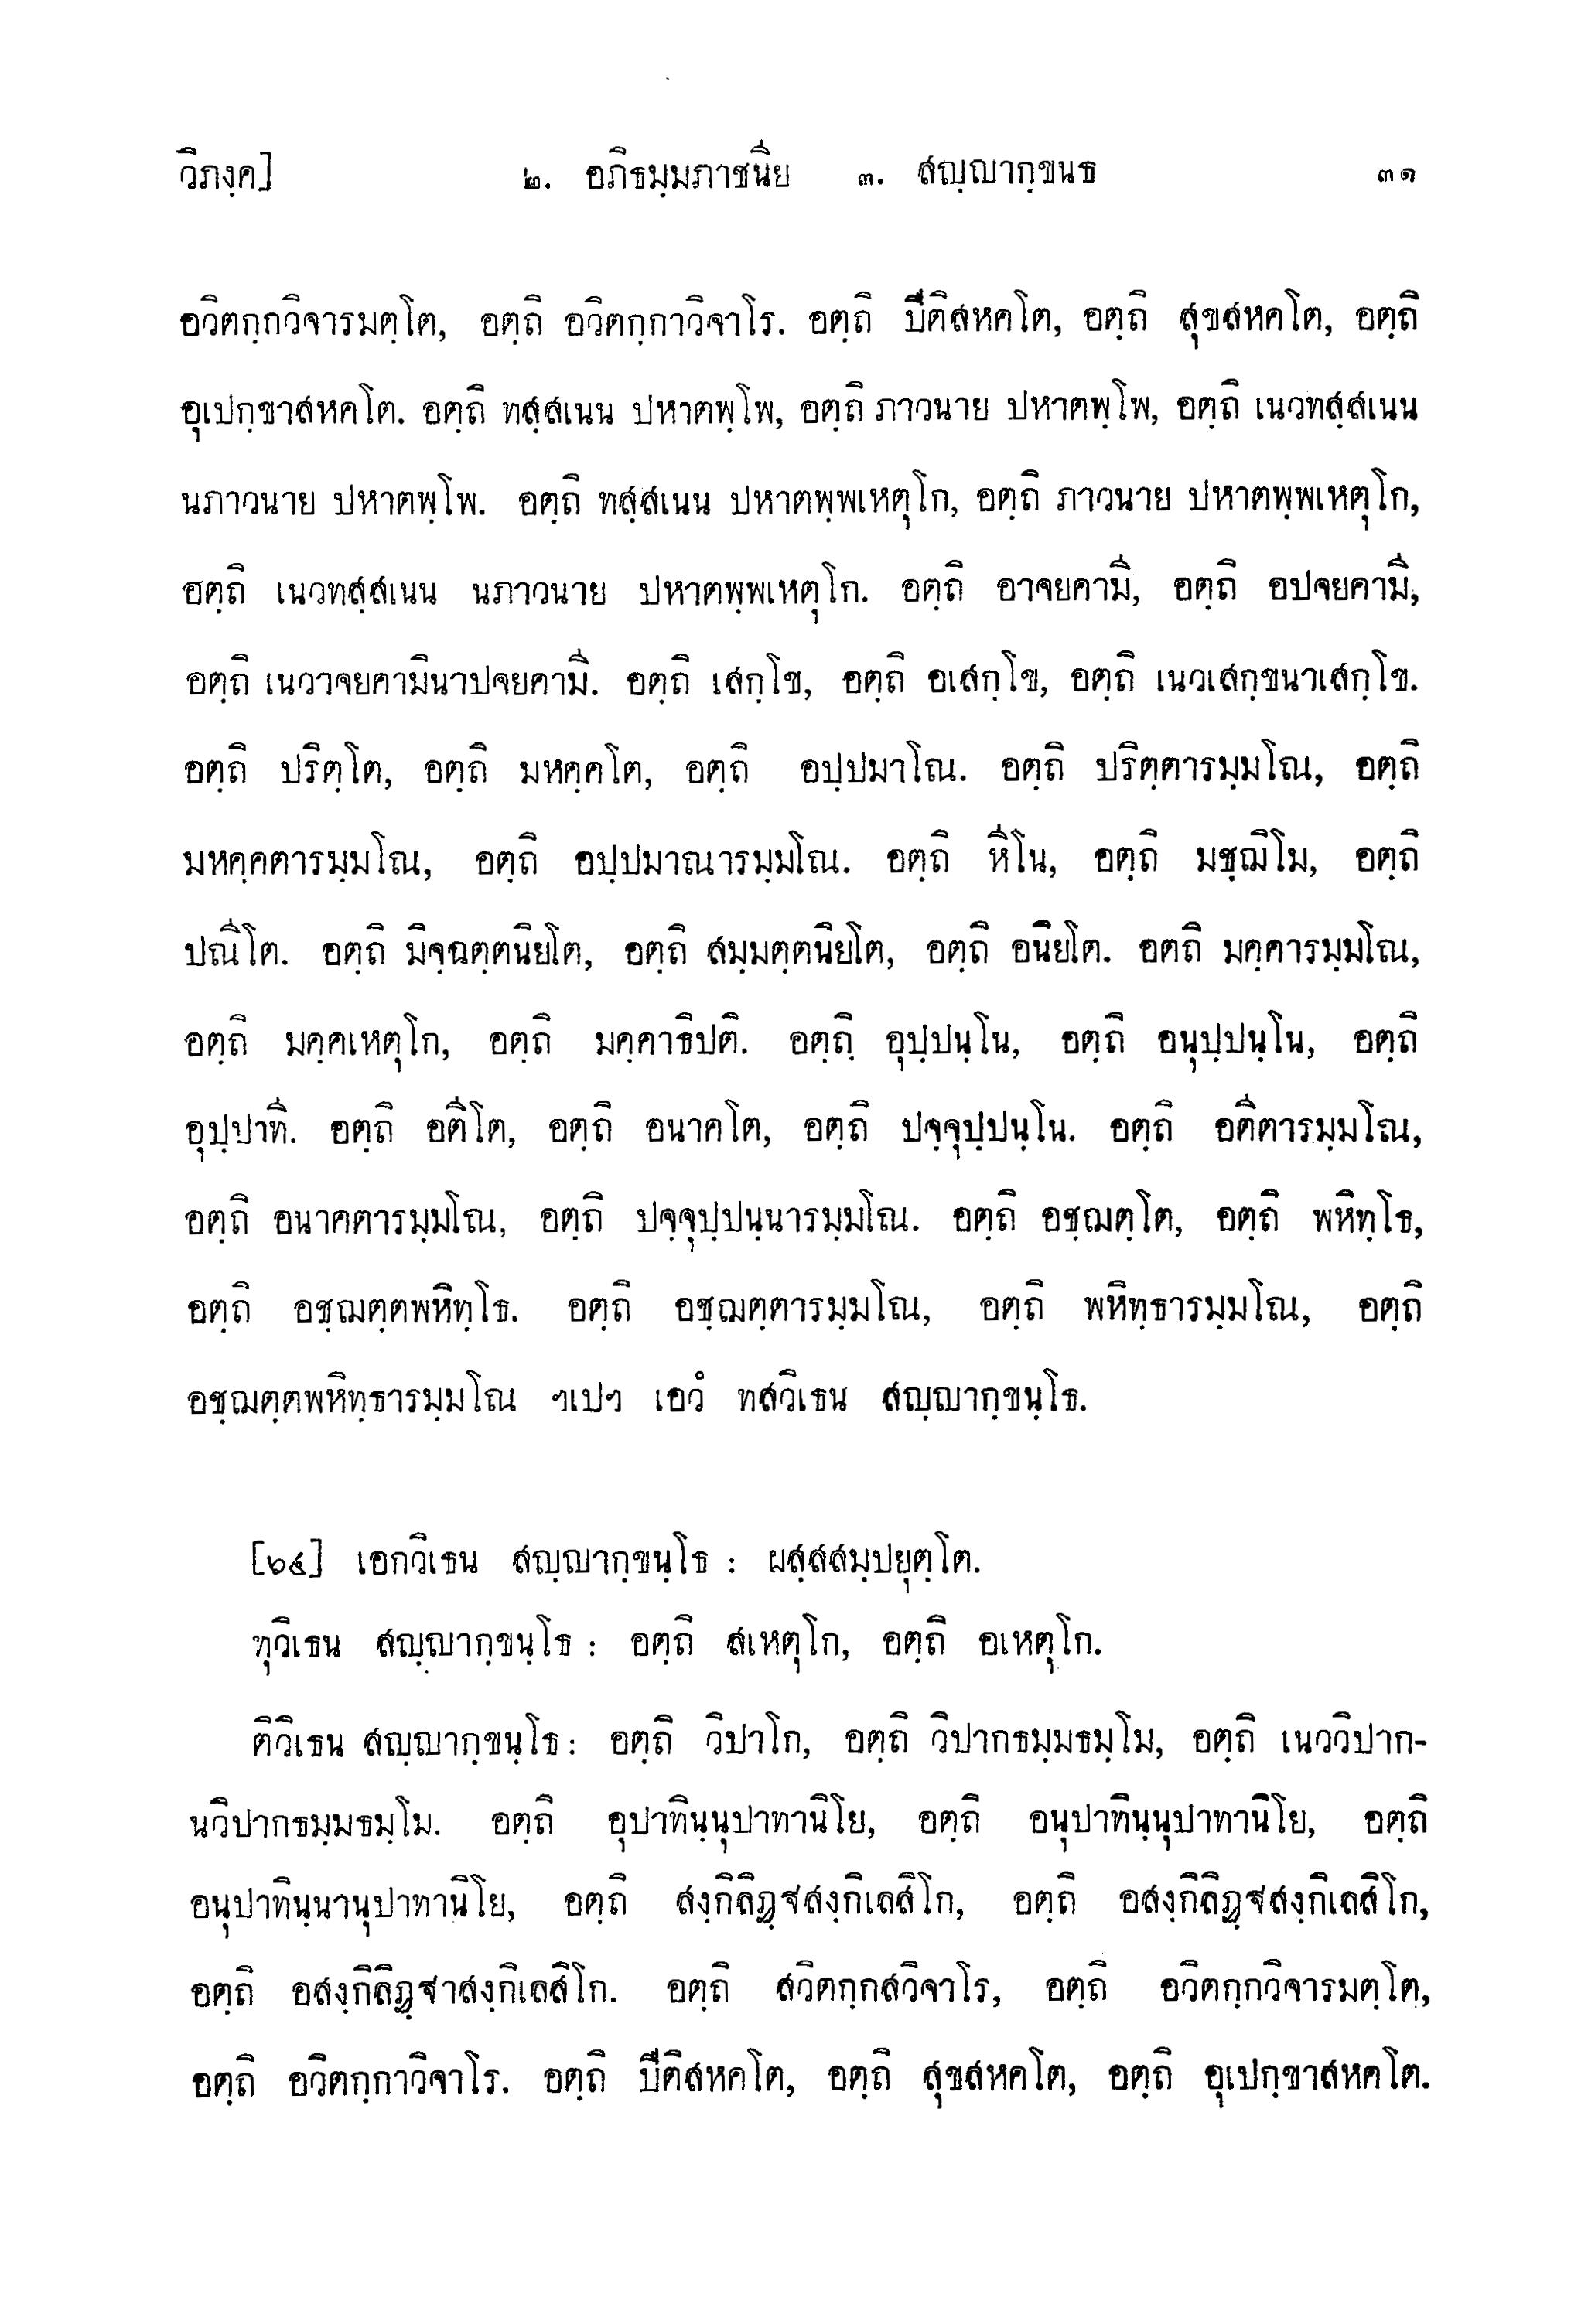 วิภงฺค] ๒. อภิธมฺมภาชนีย ๓. สญฺญากฺขนธ ๓๑
อวิตกฺกวิจารมตฺโต, อตฺถิ อวิตกฺกาวิจาโร. อตฺถิ ปีติสหคโต, อตฺถิ สุขสหคโต, อตฺถิ
อุเปกฺขาสหคโต. อตฺถิ ทสฺสเนน ปหาตพฺโพ, อตฺถิ ภาวนาย ปหาตพฺโพ, อตฺถิ เนวทสฺสเนน
นภาวนาย ปหาตพฺโพ. อตฺถิ ทสฺสเนน ปหาตพฺพเหตุโก, อตฺถิ ภาวนาย ปหาตพฺพเหตุโก,
อตฺถิ เนวทสฺสเนน นภาวนาย ปหาตพฺพเหตุโก. อตฺถิ อาจยคามี, อตฺถิ อปจยคามี,
อตฺถิ เนวาจยคามินาปจยคามี. อตฺถิ เสกฺโข, อตฺถิ อเสกฺโข, อตฺถิ เนวเสกฺขนาเสกฺโข.
อตฺถิ ปริตฺโต, อตฺถิ มหคฺคโต, อตฺถิ อปฺปมาโณ. อตฺถิ ปริตฺตารมฺมโณ, อตฺถิ
มหคฺคตารมฺมโณ, อตฺถิ อปฺปมาณารมฺมโณ. อตฺถิ หีโน, อตฺถิ มชฺฌิโม, อตฺถิ
ปณีโต. อตฺถิ มิจฺฉตฺตนิยโต, อตฺถิ สมฺมตฺตนิยโต, อตฺถิ อนิยโต. อตถิ มคฺคารมฺมโณ,
อตฺถิ มคฺคเหตุโก, อตฺถิ มคฺคาธิปติ. อตฺถิฺ อุปฺปนฺโน, อตฺถิ อนุปฺปนฺโน, อตฺถิ
อุปฺปาที. อตฺถิ อตีโต, อตฺถิ อนาคโต, อตฺถิ ปจฺจุปฺปนฺโน. อตฺถิ อตีตารมฺมโณ,
อตฺถิ อนาคตารมฺมโณ, อตฺถิ ปจฺจุปฺปนฺนารมฺมโณ. อตฺถิ อชฺฌตฺโต, อตฺถิ พหิทฺโธ,
อตฺถิ อชฺฌตฺตพหิทฺโธ. อตฺถิ อชฺฌตฺตารมฺมโณ, อตฺถิ พหิทฺธารมฺมโณ, อตฺถิ
อชฺฌตฺตพหิทฺธารมฺมโณ ฯเปฯ เอวํ ทสวิเธน สญฺญากฺขนฺโธ.
[๖๕] เอกวิเธน สญฺญากฺขนฺโธ : ผสฺสสมฺปยุตฺโต.
ทุวิเธน สญฺญากฺขนฺโธ : อตฺถิ สเหตุโก, อตฺถิ อเหตุโก.
ติวิเธน สญฺญากฺขนฺโธ : อตฺถิ วิปาโก, อตฺถิ วิปากธมฺมธมฺโม, อตฺถิ เนววิปาก-
นวิปากธมฺมธมฺโม. อตฺถิ อุปาทินฺนุปาทานิโย, อตฺถิ อนุปาทินฺนุปาทานิโย, อตฺถิ
อนุปาทินฺนานุปาทานิโย, อตฺถิ สงฺกิลิฏฺฐสงฺกิเลสิโก, อตฺถิ อสงฺกิลิฏฺฐสงฺกิเลสิโก,
อตฺถิ อสงฺกิลิฏฺฐาสงฺกิเลสิโก. อตฺถิ สวิตกฺกสวิจาโร, อตฺถิ อวิตกฺกวิจารมตฺโต,
อตฺถิ อวิตกฺกาวิจาโร. อตฺถิ ปีติสหคโต, อตฺถิ สุขสหคโต, อตฺถิ อุเปกฺขาสหคโต.